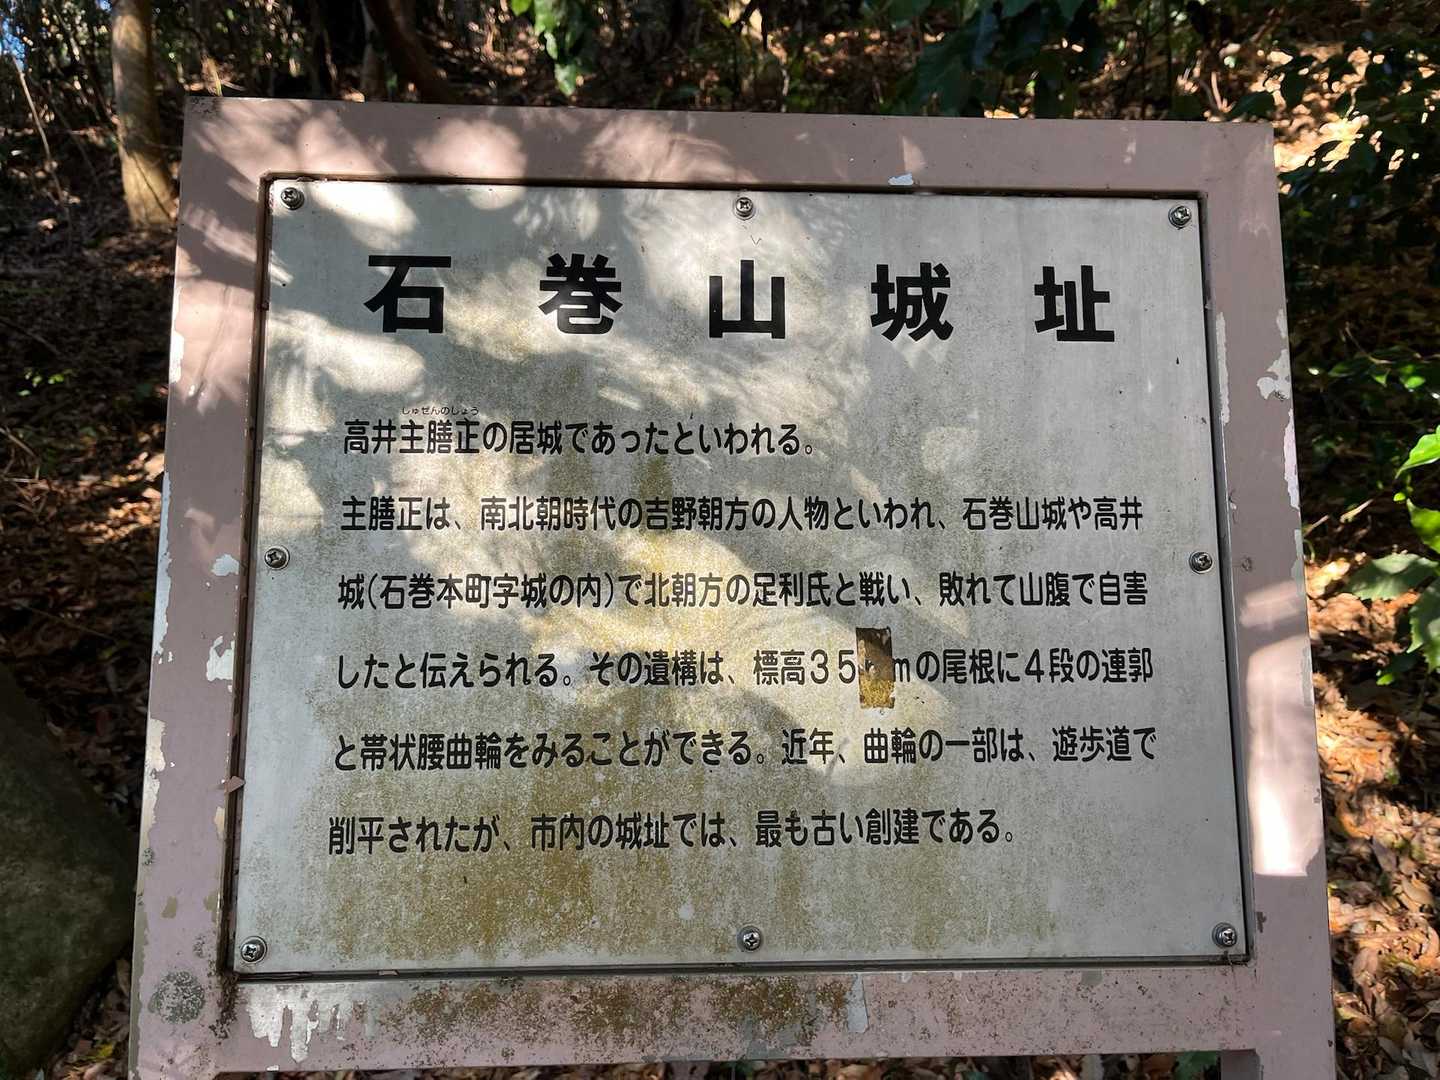 石巻山城址
しゅぜんのしょう
高井主膳正の居城であったといわれる。
主膳正は、南北朝時代の吉野朝方の人物といわれ、石巻山城や高井
城(石巻本町字城の内)で北朝方の足利氏と戦い、敗れて山腹で自害
したと伝えられる。その遺構は、標高35 mの尾根に4段の連郭
と帯状腰曲輪をみることができる。近年、曲輪の一部は、遊歩道で
削平されたが、市内の城址では、最も古い創建である。